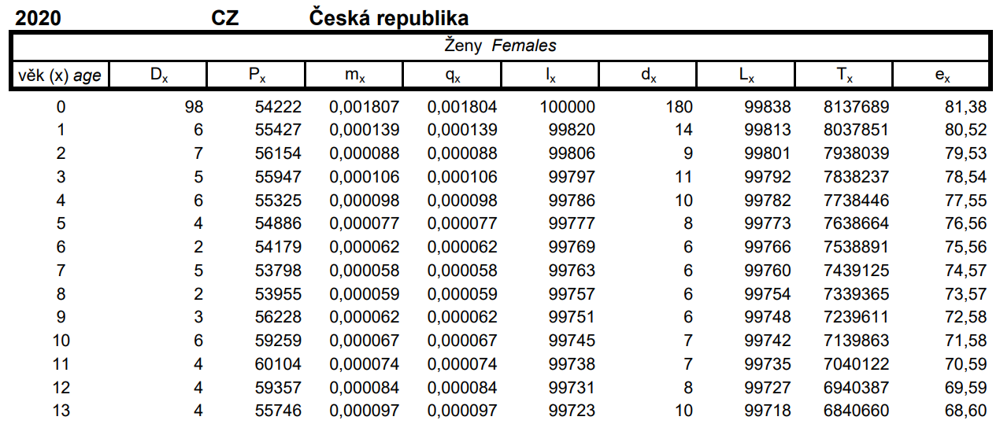 2020 CZ Česká republika
Ženy Females
věk (x) age Dx Px mx qx lx dx Lx Tx ex
0 98 54222 0,001807 0,001804 100000 180 99838 8137689 81,38
1 6 55427 0,000139 0,000139 99820 14 99813 8037851 80,52
2 7 56154 0,000088 0,000088 99806 9 99801 7938039 79,53
3 5 55947 0,000106 0,000106 99797 11 99792 7838237 78,54
4 6 55325 0,000098 0,000098 99786 10 99782 7738446 77,55
5 4 54886 0,000077 0,000077 99777 8 99773 7638664 76,56
6 2 54179 0,000062 0,000062 99769 6 99766 7538891 75,56
7 5 53798 0,000058 0,000058 99763 6 99760 7439125 74,57
8 2 53955 0,000059 0,000059 99757 6 99754 7339365 73,57
9 3 56228 0,000062 0,000062 99751 6 99748 7239611 72,58
10 6 59259 0,000067 0,000067 99745 7 99742 7139863 71,58
11 4 60104 0,000074 0,000074 99738 7 99735 7040122 70,59
12 4 59357 0,000084 0,000084 99731 8 99727 6940387 69,59
13 4 55746 0,000097 0,000097 99723 10 99718 6840660 68,60